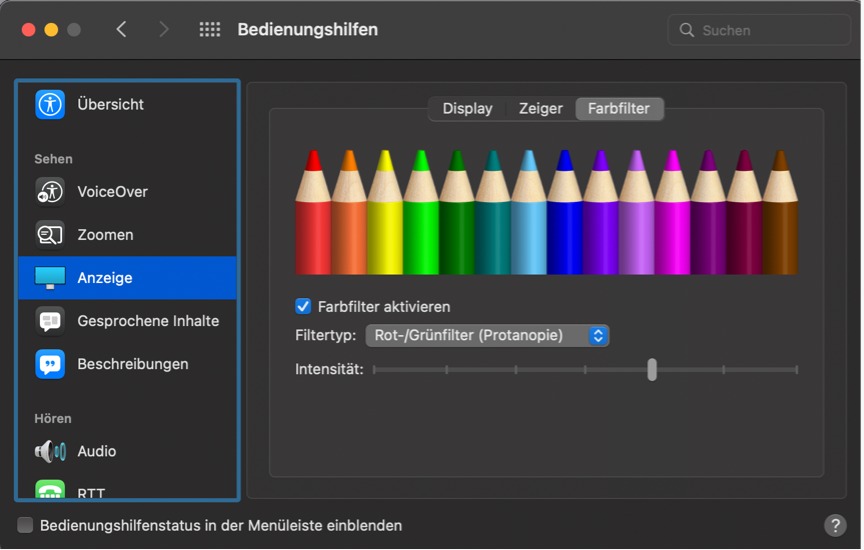 Bedienungshilfen
Suchen
Übersicht
Sehen
VoiceOver
Zoomen
Anzeige
Gesprochene Inhalte
Beschreibungen
Hören
Audio
RTT
Display Zeiger Farbfilter
Farbfilter aktivieren
Filtertyp: Rot-/Grünfilter (Protanopie)
Intensität:
Bedienungshilfenstatus in der Menüleiste einblenden
?